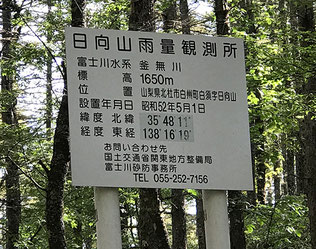 日向山雨量観測所
富士川水系 釜無川
標高 1650m
位置 山梨県北杜市白州町白須字日向山
設置年月日 昭和52年5月1日
緯度 北緯 35°48′11″
経度 東経 138°16′19″
お問い合わせ先
国土交通省関東地方整備局
富士川砂防事務所
TEL 055-252-7156